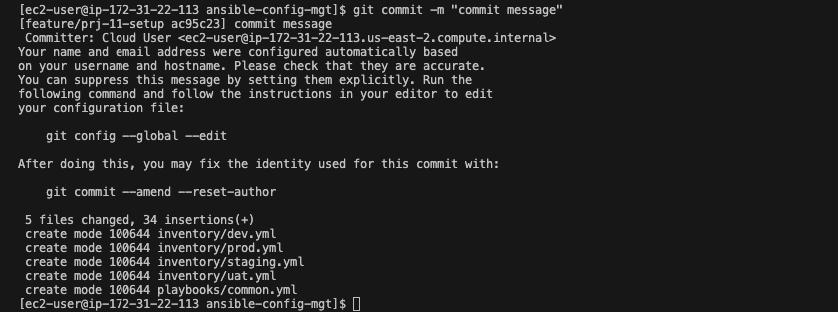 [ec2-user@ip-172-31-22-113 ansible-config-mgt]$ git commit -m "commit message"
[feature/prj-11-setup ac95c23] commit message
 Committer: Cloud User <ec2-user@ip-172-31-22-113.us-east-2.compute.internal>
Your name and email address were configured automatically based
on your username and hostname. Please check that they are accurate.
You can suppress this message by setting them explicitly. Run the
following command and follow the instructions in your editor to edit
your configuration file:
    git config --global --edit
After doing this, you may fix the identity used for this commit with:
    git commit --amend --reset-author
 5 files changed, 34 insertions(+)
 create mode 100644 inventory/dev.yml
 create mode 100644 inventory/prod.yml
 create mode 100644 inventory/staging.yml
 create mode 100644 inventory/uat.yml
 create mode 100644 playbooks/common.yml
[ec2-user@ip-172-31-22-113 ansible-config-mgt]$